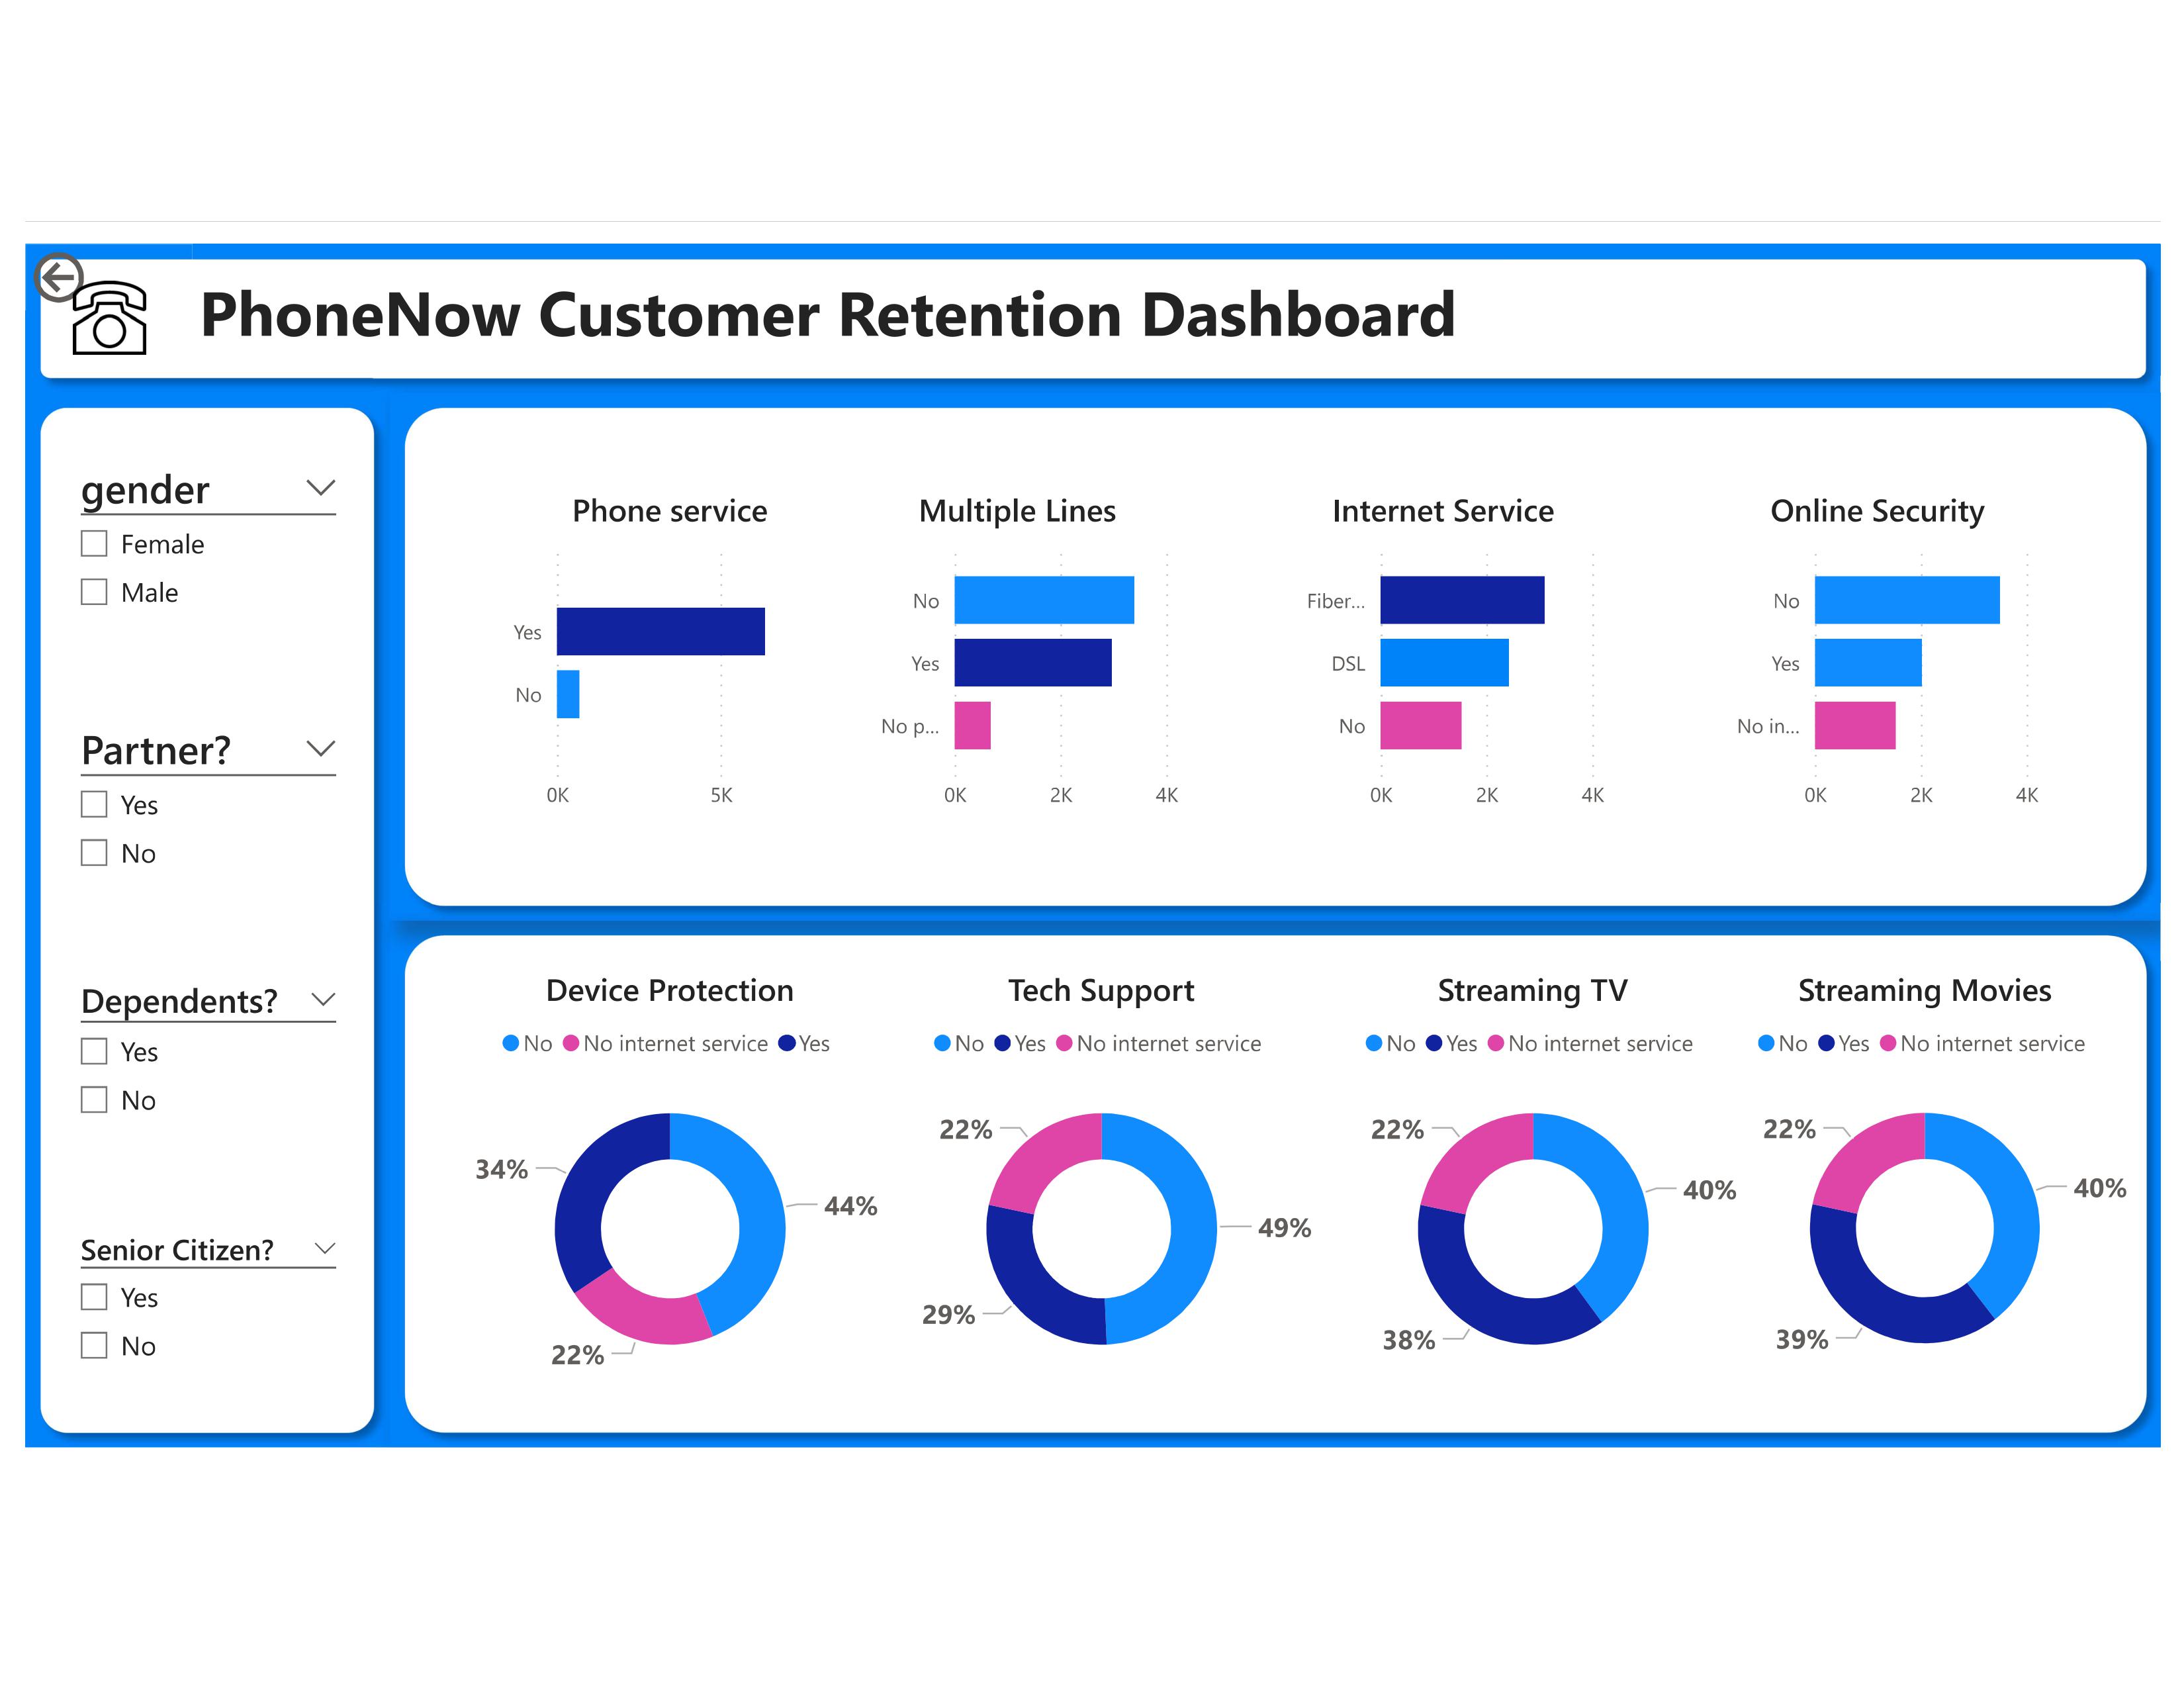 PhoneNow Customer Retention Dashboard
gender
Female
Male
Partner?
Yes
No
Dependents?
Yes
No
Senior Citizen?
Yes
No
Phone service
Yes
No
0K 5K
Multiple Lines
No
Yes
No p...
0K 2K 4K
Internet Service
Fiber...
DSL
No
0K 2K 4K
Online Security
No
Yes
No in...
0K 2K 4K
Device Protection
No No internet service Yes
34%
44%
22%
Tech Support
No Yes No internet service
22%
49%
29%
Streaming TV
No Yes No internet service
22%
40%
38%
Streaming Movies
No Yes No internet service
22%
40%
39%